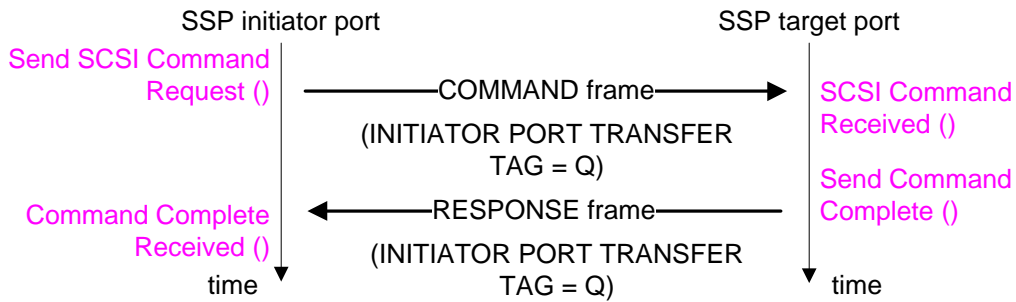 SSP initiator port
SSP target port
Send SCSI Command
Request ()
COMMAND frame
(INITIATOR PORT TRANSFER
TAG = Q)
SCSI Command
Received ()
Send Command
Complete ()
Command Complete
Received ()
RESPONSE frame
(INITIATOR PORT TRANSFER
TAG = Q)
time
time